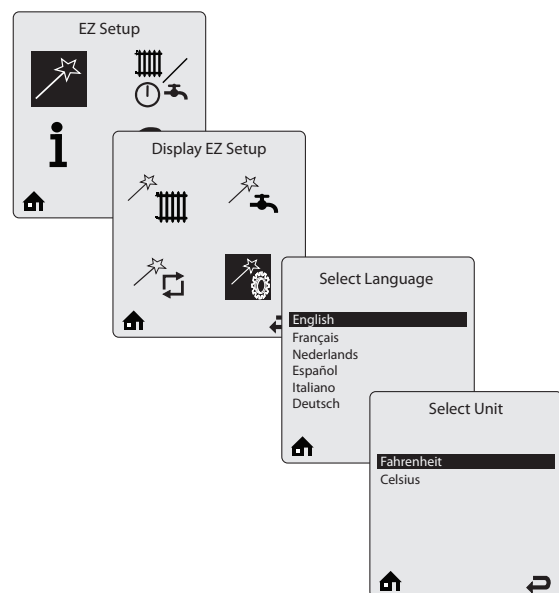 EZ Setup
Display EZ Setup
Select Language
English
Français
Nederlands
Español
Italiano
Deutsch
Select Unit
Fahrenheit
Celsius